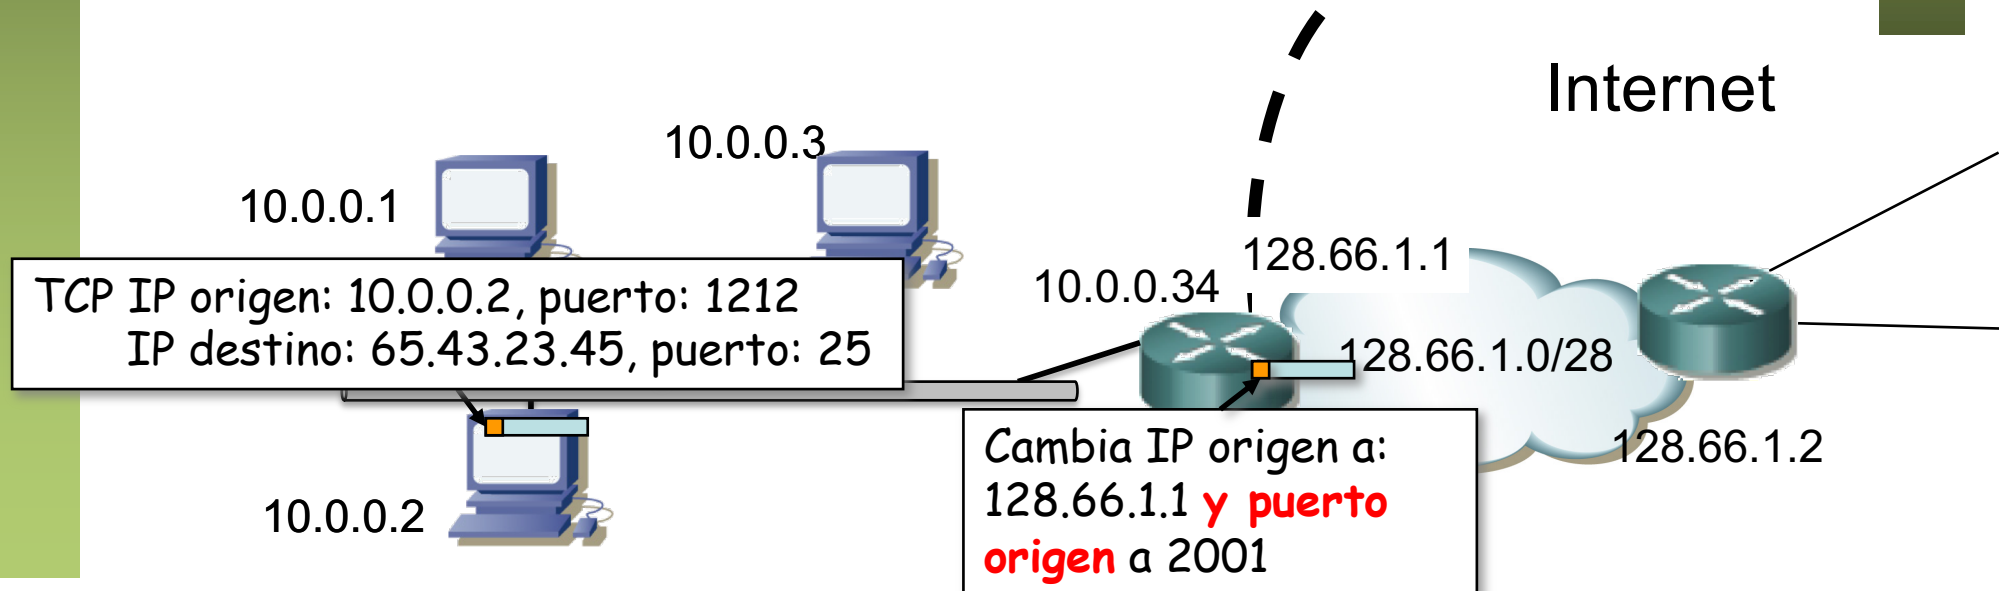 Internet
10.0.0.3
10.0.0.1
128.66.1.1
10.0.0.34
TCP IP origen: 10.0.0.2, puerto: 1212
IP destino: 65.43.23.45, puerto: 25
128.66.1.0/28
128.66.1.2
Cambia IP origen a:
128.66.1.1 y puerto
origen a 2001
10.0.0.2